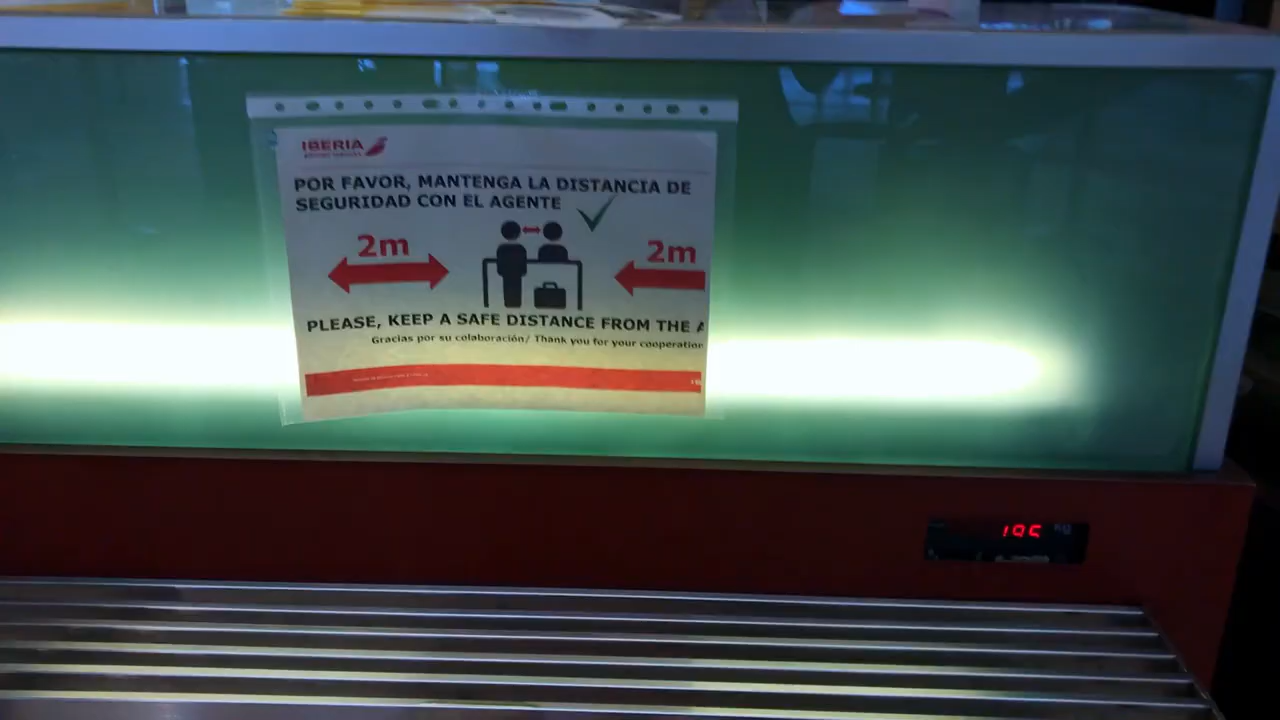 IBERIA
POR FAVOR, MANTENGA LA DISTANCIA DE
SEGURIDAD CON EL AGENTE
2m
2m
PLEASE, KEEP A SAFE DISTANCE FROM THE A
Gracias por su colaboración/ Thank you for your cooperation
KG